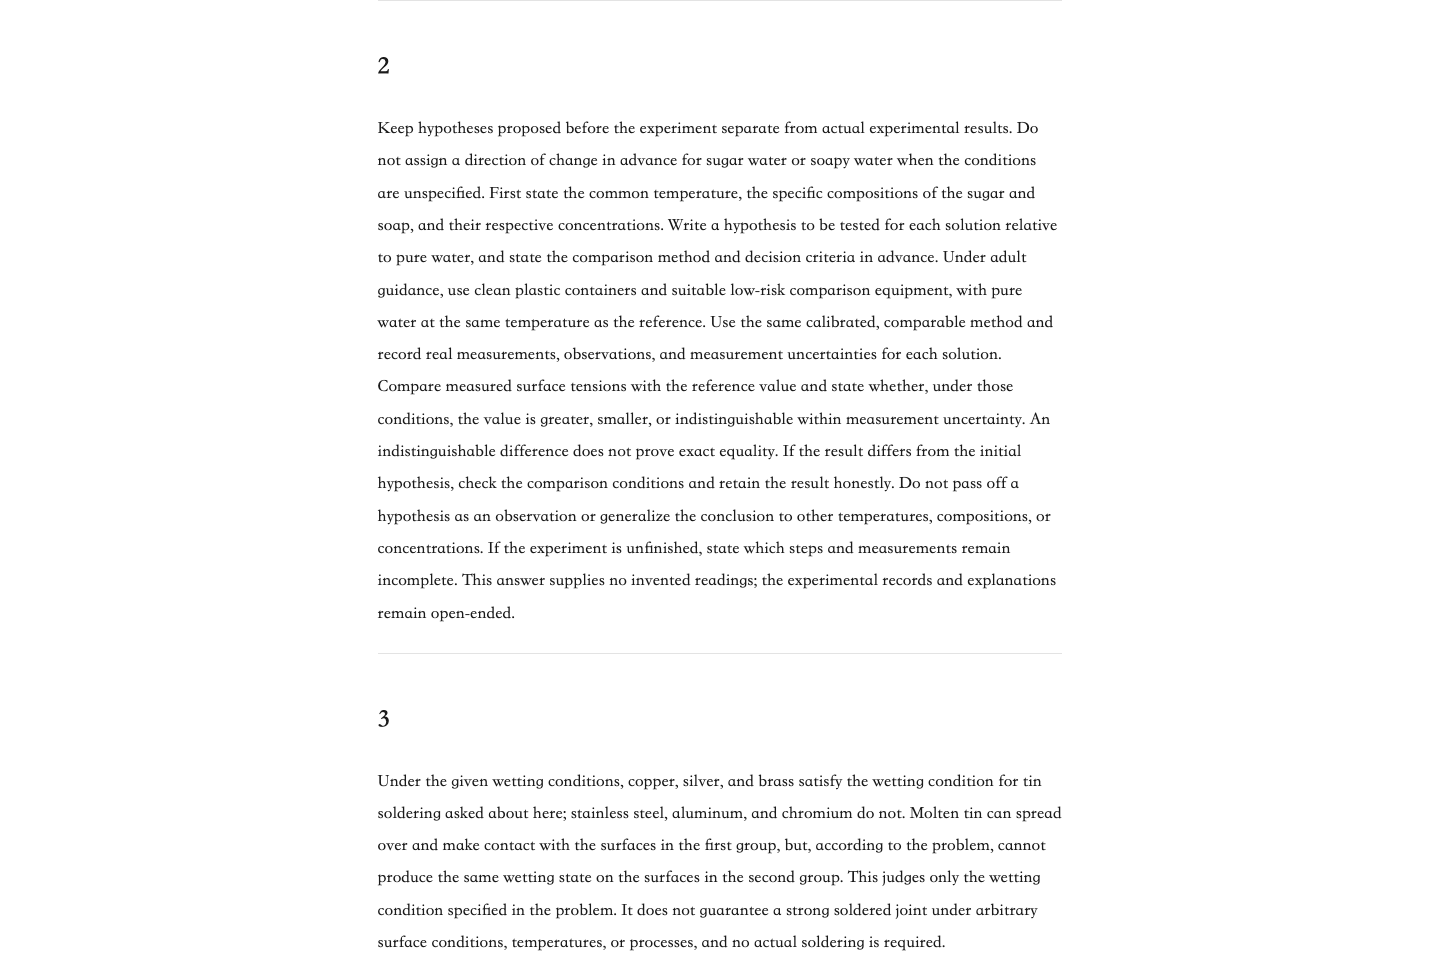 2
Keep hypotheses proposed before the experiment separate from actual experimental results. Do
not assign a direction of change in advance for sugar water or soapy water when the conditions
are unspecified. First state the common temperature, the specific compositions of the sugar and
soap, and their respective concentrations. Write a hypothesis to be tested for each solution relative
to pure water, and state the comparison method and decision criteria in advance. Under adult
guidance, use clean plastic containers and suitable low-risk comparison equipment, with pure
water at the same temperature as the reference. Use the same calibrated, comparable method and
record real measurements, observations, and measurement uncertainties for each solution.
Compare measured surface tensions with the reference value and state whether, under those
conditions, the value is greater, smaller, or indistinguishable within measurement uncertainty. An
indistinguishable difference does not prove exact equality. If the result differs from the initial
hypothesis, check the comparison conditions and retain the result honestly. Do not pass off a
hypothesis as an observation or generalize the conclusion to other temperatures, compositions, or
concentrations. If the experiment is unfinished, state which steps and measurements remain
incomplete. This answer supplies no invented readings; the experimental records and explanations
remain open-ended.
3
Under the given wetting conditions, copper, silver, and brass satisfy the wetting condition for tin
soldering asked about here; stainless steel, aluminum, and chromium do not. Molten tin can spread
over and make contact with the surfaces in the first group, but, according to the problem, cannot
produce the same wetting state on the surfaces in the second group. This judges only the wetting
condition specified in the problem. It does not guarantee a strong soldered joint under arbitrary
surface conditions, temperatures, or processes, and no actual soldering is required.